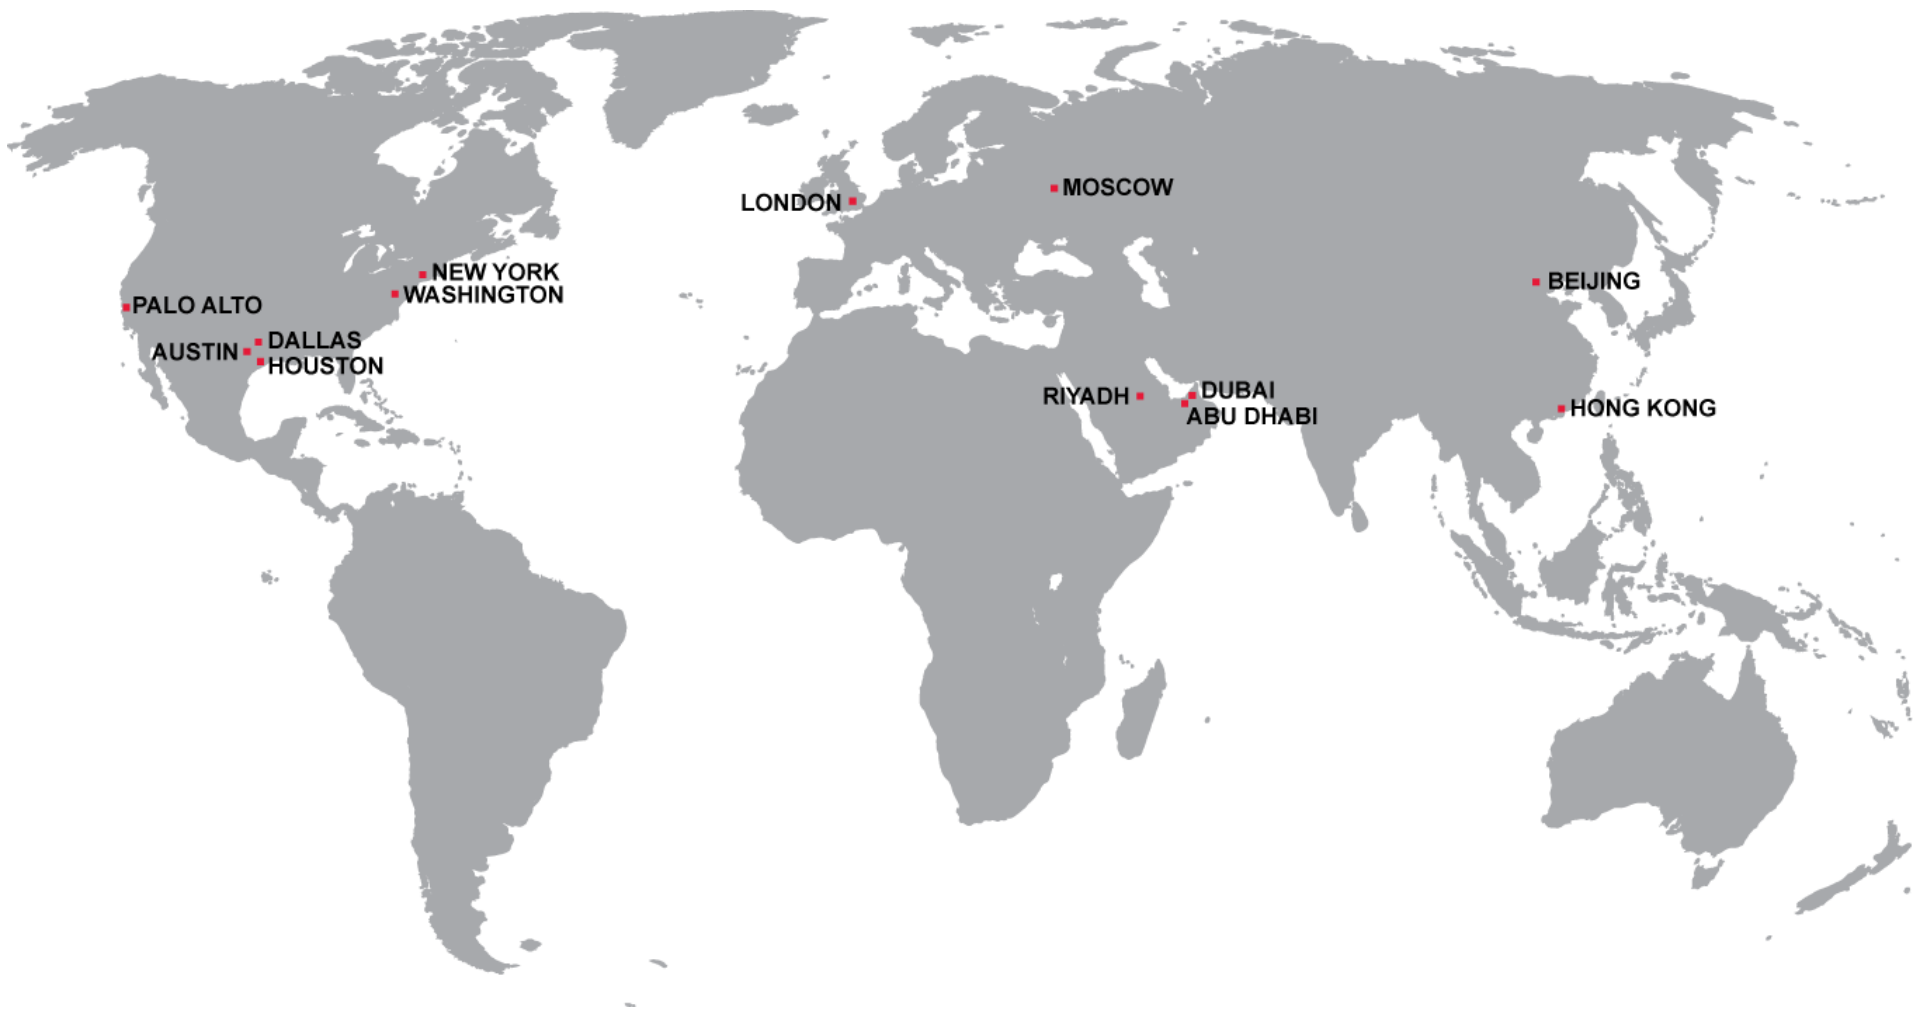 MOSCOW
LONDON
NEW YORK
WASHINGTON
BEIJING
PALO ALTO
DALLAS
AUSTIN
HOUSTON
RIYADH
DUBAI
ABU DHABI
HONG KONG